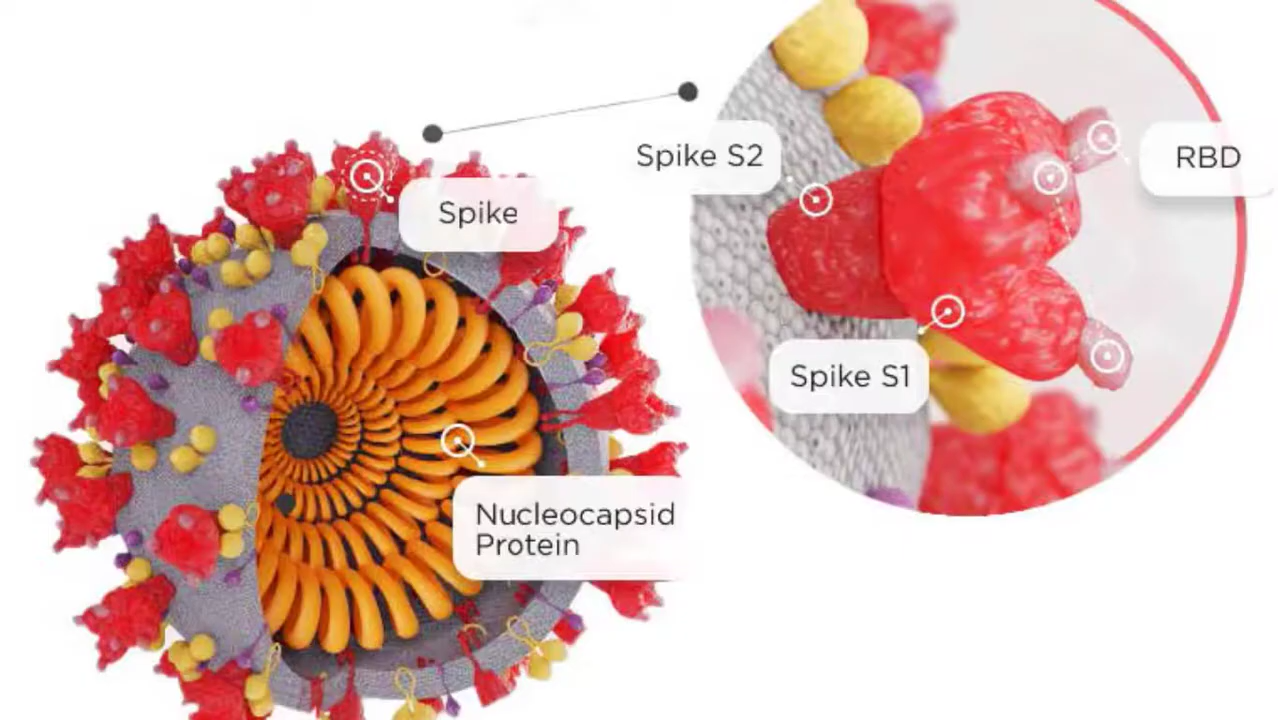 Spike S2
RBD
Spike
Spike S1
Nucleocapsid
Protein